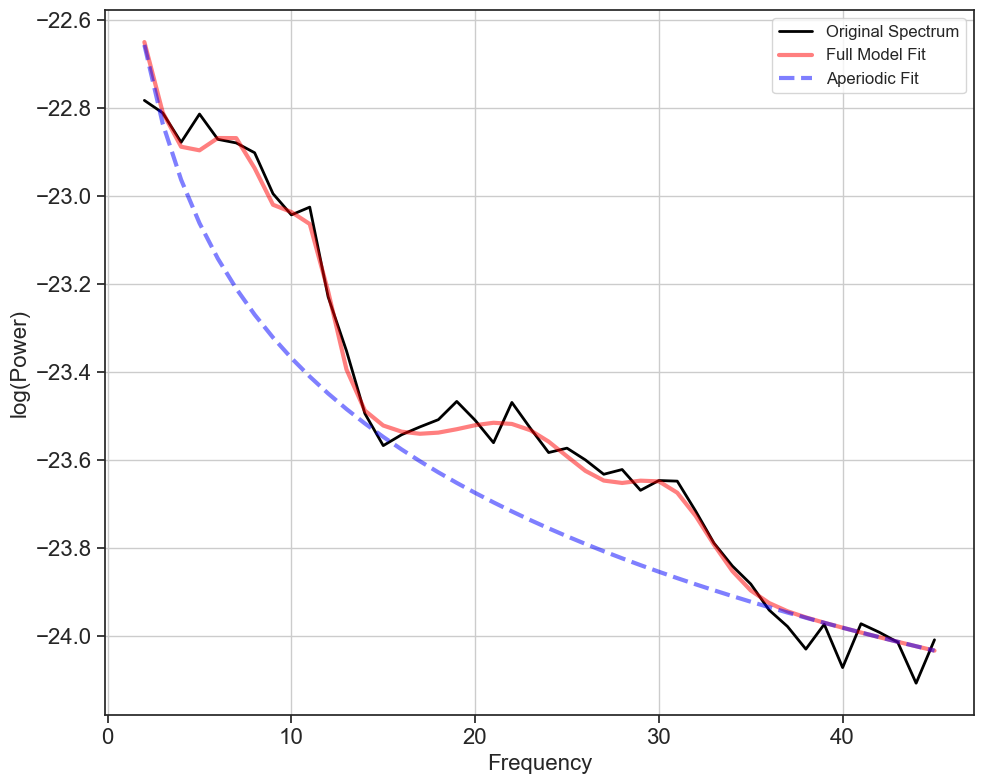 Original Spectrum
Full Model Fit
Aperiodic Fit
−22.6
−22.8
−23.0
−23.2
−23.4
−23.6
−23.8
−24.0
log(Power)
0 10 20 30 40
Frequency